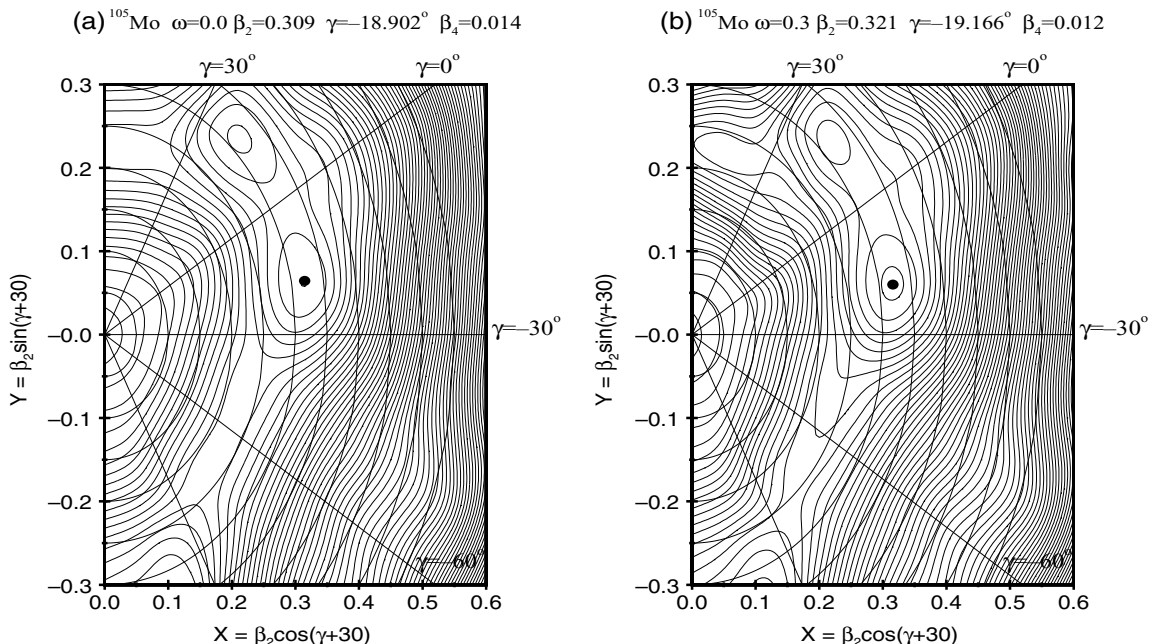 (a) ¹⁰⁵Mo ω=0.0 β₂=0.309 γ=–18.902° β₄=0.014
γ=30° γ=0°
0.3
0.2
0.1
–0.0
–0.1
–0.2
–0.3
Y = β₂sin(γ+30)
γ=–30°
γ=–60°
0.0 0.1 0.2 0.3 0.4 0.5 0.6
X = β₂cos(γ+30)
(b) ¹⁰⁵Mo ω=0.3 β₂=0.321 γ=–19.166° β₄=0.012
γ=30° γ=0°
0.3
0.2
0.1
–0.0
–0.1
–0.2
–0.3
Y = β₂sin(γ+30)
γ=–30°
γ=–60°
0.0 0.1 0.2 0.3 0.4 0.5 0.6
X = β₂cos(γ+30)